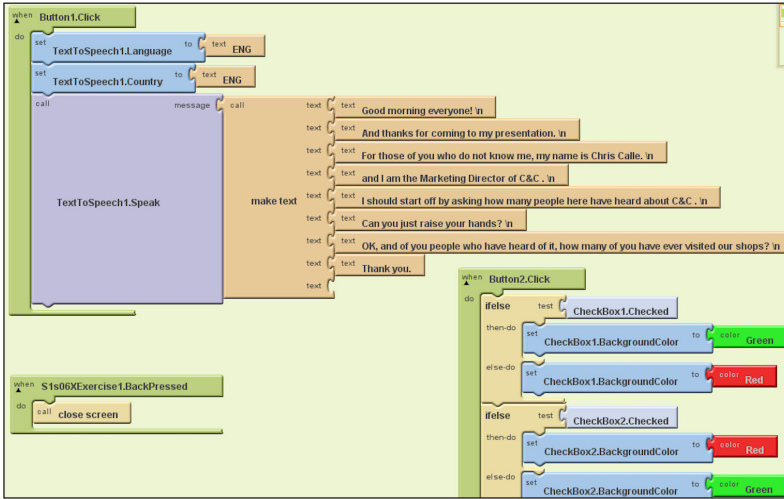 when Button1.Click
do set TextToSpeech1.Language to text ENG
set TextToSpeech1.Country to text ENG
call TextToSpeech1.Speak message call make text text text Good morning everyone! \n
text text And thanks for coming to my presentation. \n
text text For those of you who do not know me, my name is Chris Calle. \n
text text and I am the Marketing Director of C&C . \n
text text I should start off by asking how many people here have heard about C&C . \n
text text Can you just raise your hands? \n
text text OK, and of you people who have heard of it, how many of you have ever visited our shops? \n
text text Thank you.
text
when S1s06XExercise1.BackPressed
do call close screen
when Button2.Click
do ifelse test CheckBox1.Checked
then-do set CheckBox1.BackgroundColor to color Green
else-do set CheckBox1.BackgroundColor to color Red
ifelse test CheckBox2.Checked
then-do set CheckBox2.BackgroundColor to color Red
else-do set CheckBox2.BackgroundColor to color Green